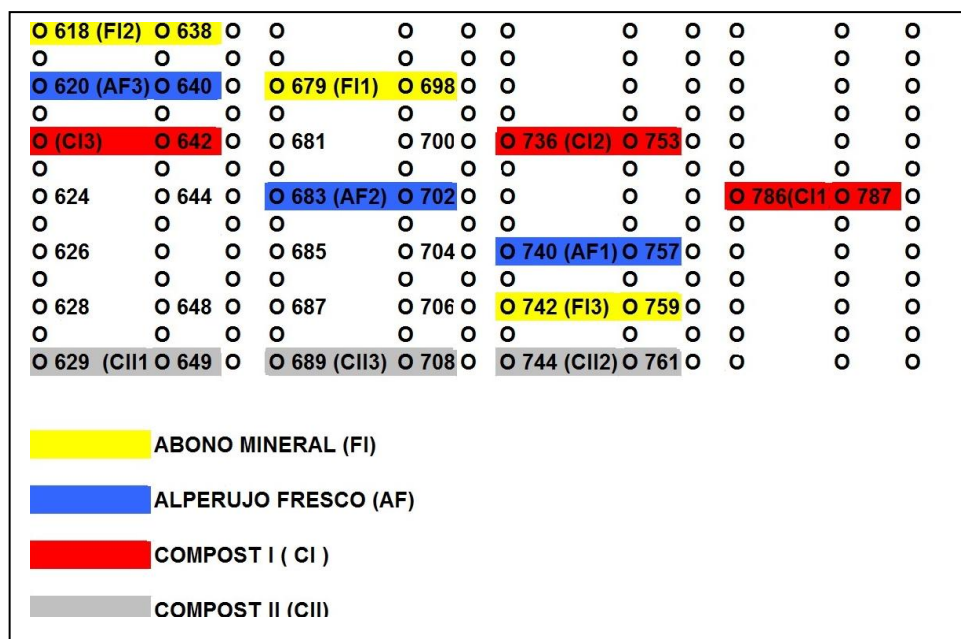 O 618 (FI2) O 638 O O O O O O O O O O
O O O O O O O O O O O O
O 620 (AF3) O 640 O O 679 (FI1) O 698 O O O O O O O
O O O O O O O O O O O O
O (CI3) O 642 O O 681 O 700 O O 736 (CI2) O 753 O O O O
O O O O O O O O O O O O
O 624 O 644 O O 683 (AF2) O 702 O O O O O 786(CI1 O 787 O
O O O O O O O O O O O O
O 626 O O O 685 O 704 O O 740 (AF1) O 757 O O O O
O O O O O O O O O O O O
O 628 O 648 O O 687 O 706 O O 742 (FI3) O 759 O O O O
O O O O O O O O O O O O
O 629 (CII1 O 649 O O 689 (CII3) O 708 O O 744 (CII2) O 761 O O O O
ABONO MINERAL (FI)
ALPERUJO FRESCO (AF)
COMPOST I ( CI )
COMPOST II (CII)